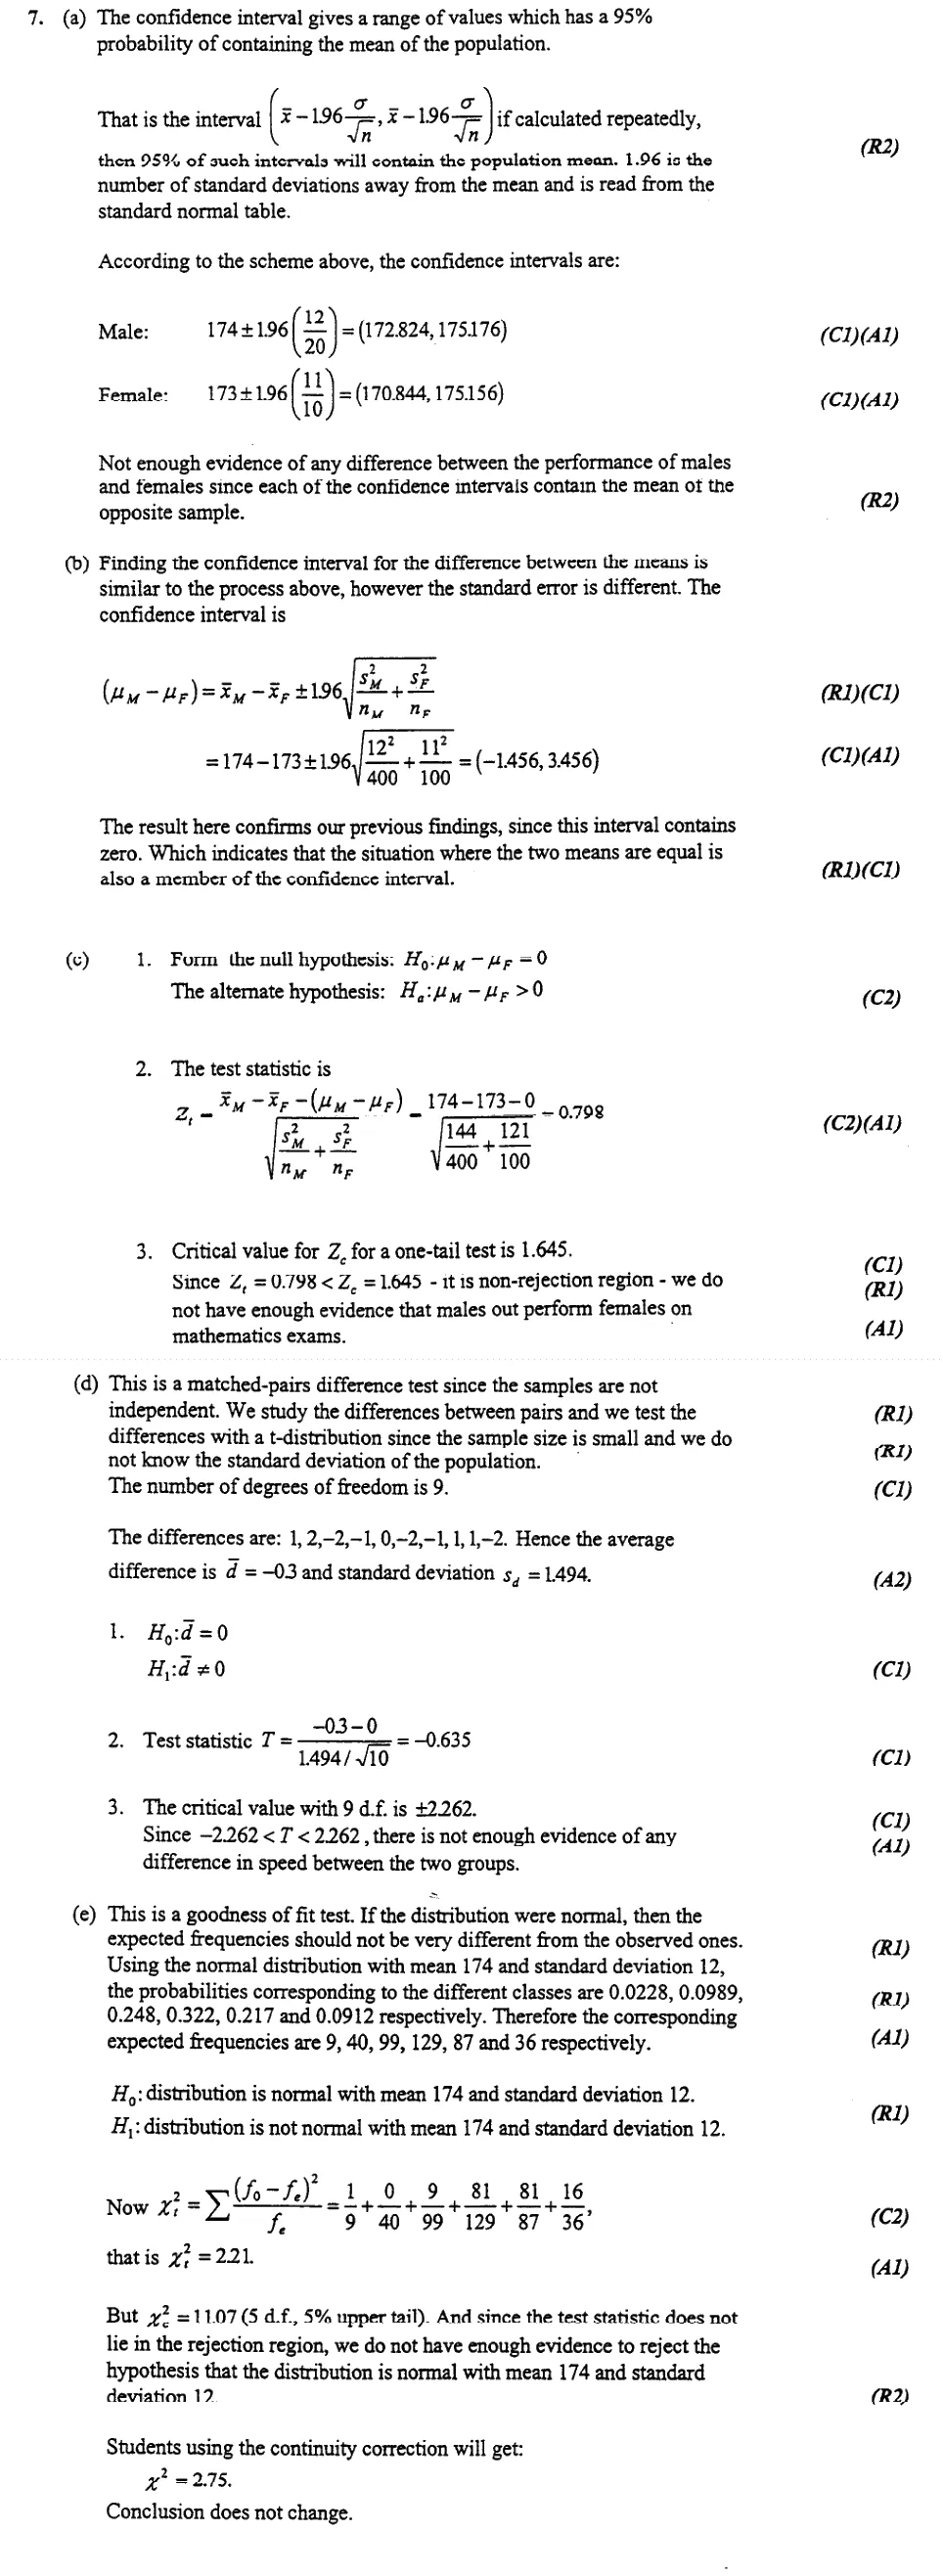 7. (a) The confidence interval gives a range of values which has a 95%
probability of containing the mean of the population.
That is the interval (x̄ − 1.96 σ/√n, x̄ − 1.96 σ/√n) if calculated repeatedly,
(R2)
then 95% of such intervals will contain the population mean. 1.96 is the
number of standard deviations away from the mean and is read from the
standard normal table.
According to the scheme above, the confidence intervals are:
Male: 174 ± 1.96(12/20) = (172.824, 175.176) (C1)(A1)
Female: 173 ± 1.96(11/10) = (170.844, 175.156) (C1)(A1)
Not enough evidence of any difference between the performance of males
and females since each of the confidence intervals contain the mean of the
opposite sample. (R2)
(b) Finding the confidence interval for the difference between the means is
similar to the process above, however the standard error is different. The
confidence interval is
(μ_M − μ_F) = x̄_M − x̄_F ± 1.96√(s²_M/n_M + s²_F/n_F) (R1)(C1)
= 174 − 173 ± 1.96√(12²/400 + 11²/100) = (−1.456, 3.456) (C1)(A1)
The result here confirms our previous findings, since this interval contains
zero. Which indicates that the situation where the two means are equal is
also a member of the confidence interval. (R1)(C1)
(c) 1. Form the null hypothesis: H₀: μ_M − μ_F = 0
The alternate hypothesis: H_a: μ_M − μ_F > 0 (C2)
2. The test statistic is
Z_t = (x̄_M − x̄_F − (μ_M − μ_F))/√(s²_M/n_M + s²_F/n_F) = (174 − 173 − 0)/√(144/400 + 121/100) = 0.798 (C2)(A1)
3. Critical value for Z_c for a one-tail test is 1.645. (C1)
Since Z_t = 0.798 < Z_c = 1.645 - it is non-rejection region - we do (R1)
not have enough evidence that males out perform females on
mathematics exams. (A1)
(d) This is a matched-pairs difference test since the samples are not
independent. We study the differences between pairs and we test the (R1)
differences with a t-distribution since the sample size is small and we do
not know the standard deviation of the population. (R1)
The number of degrees of freedom is 9. (C1)
The differences are: 1, 2,–2,–1, 0,–2,–1, 1, 1,–2. Hence the average
difference is d̄ = –0.3 and standard deviation s_d = 1.494. (A2)
1. H₀: d̄ = 0
H₁: d̄ ≠ 0 (C1)
2. Test statistic T = (–0.3 – 0)/(1.494 / √10) = –0.635 (C1)
3. The critical value with 9 d.f. is ±2.262. (C1)
Since –2.262 < T < 2.262, there is not enough evidence of any (A1)
difference in speed between the two groups.
(e) This is a goodness of fit test. If the distribution were normal, then the
expected frequencies should not be very different from the observed ones. (R1)
Using the normal distribution with mean 174 and standard deviation 12,
the probabilities corresponding to the different classes are 0.0228, 0.0989, (R1)
0.248, 0.322, 0.217 and 0.0912 respectively. Therefore the corresponding
expected frequencies are 9, 40, 99, 129, 87 and 36 respectively. (A1)
H₀: distribution is normal with mean 174 and standard deviation 12.
(R1)
H₁: distribution is not normal with mean 174 and standard deviation 12.
Now χ²_t = Σ (f₀ − f_e)²/f_e = 1/9 + 0/40 + 9/99 + 81/129 + 81/87 + 16/36, (C2)
that is χ²_t = 2.21. (A1)
But χ²_c = 11.07 (5 d.f., 5% upper tail). And since the test statistic does not
lie in the rejection region, we do not have enough evidence to reject the
hypothesis that the distribution is normal with mean 174 and standard
deviation 12. (R2)
Students using the continuity correction will get:
χ² = 2.75.
Conclusion does not change.